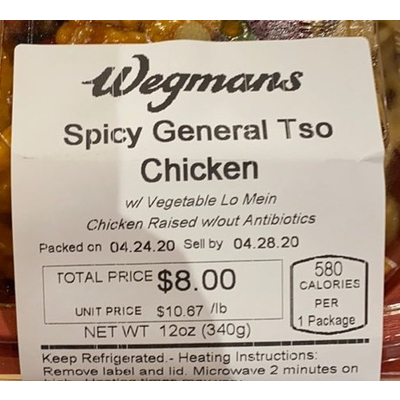 Wegmans
Spicy General Tso
Chicken
w/ Vegetable Lo Mein
Chicken Raised w/out Antibiotics
Packed on 04.24.20 Sell by 04.28.20
TOTAL PRICE $8.00
UNIT PRICE $10.67 /lb
NET WT 12oz (340g)
580
CALORIES
PER
1 Package
Keep Refrigerated.- Heating Instructions:
Remove label and lid. Microwave 2 minutes on